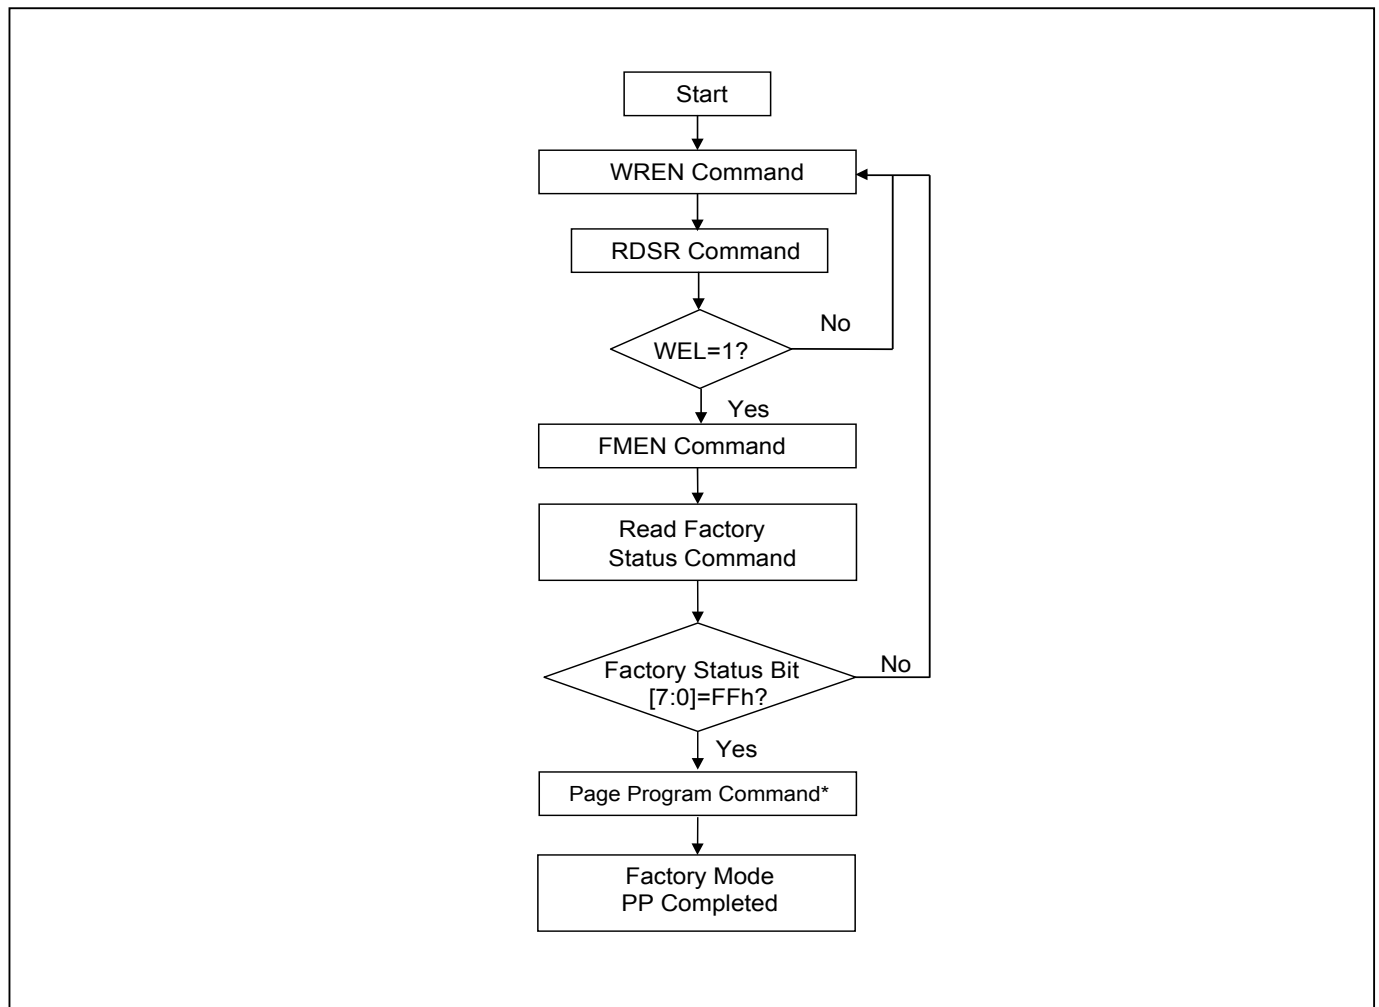 Start
WREN Command
RDSR Command
No
WEL=1?
Yes
FMEN Command
Read Factory
Status Command
No
Factory Status Bit
[7:0]=FFh?
Yes
Page Program Command*
Factory Mode
PP Completed